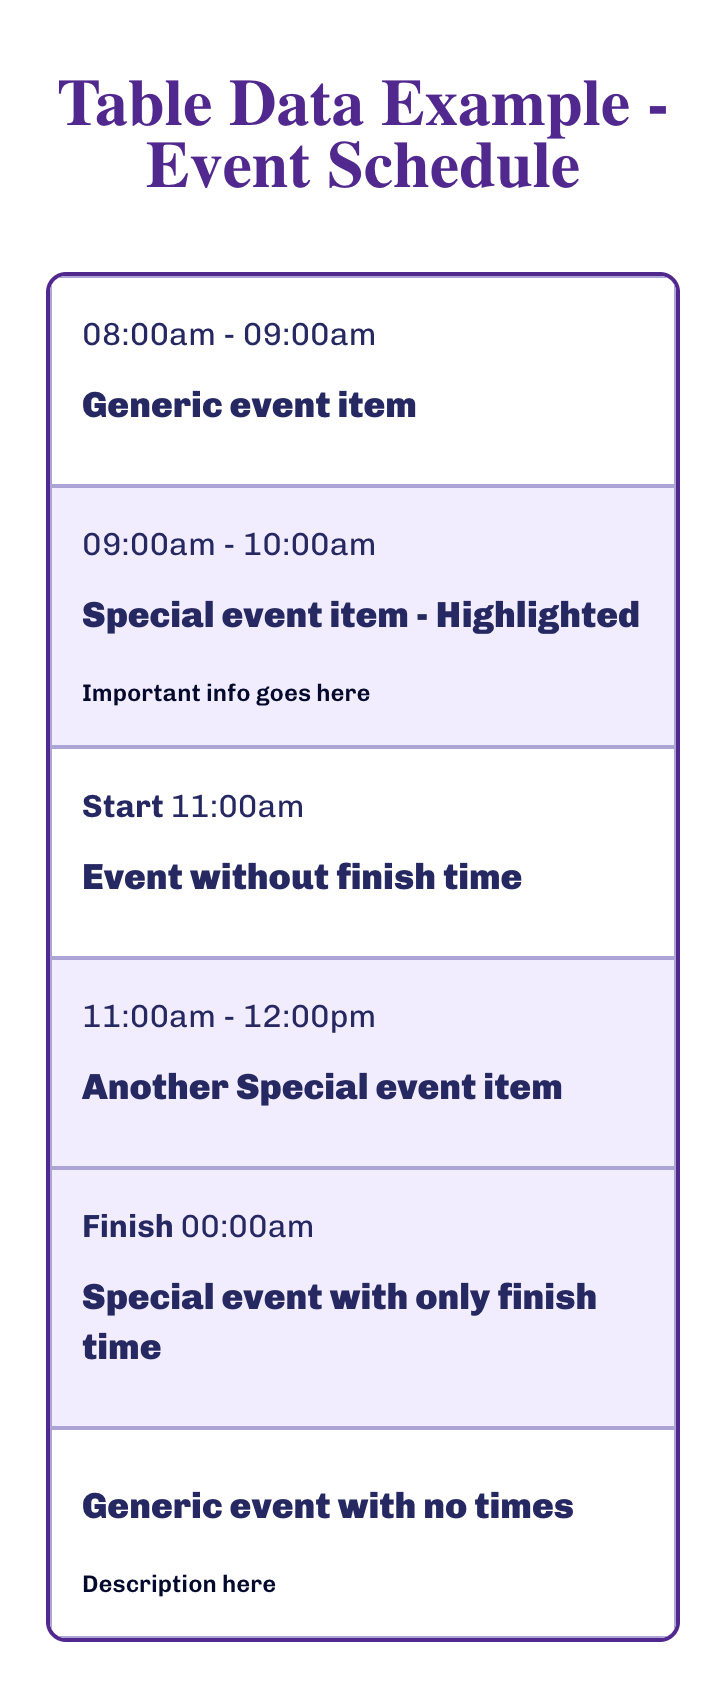 Table Data Example -
Event Schedule
08:00am - 09:00am
Generic event item
09:00am - 10:00am
Special event item - Highlighted
Important info goes here
Start 11:00am
Event without finish time
11:00am - 12:00pm
Another Special event item
Finish 00:00am
Special event with only finish
time
Generic event with no times
Description here